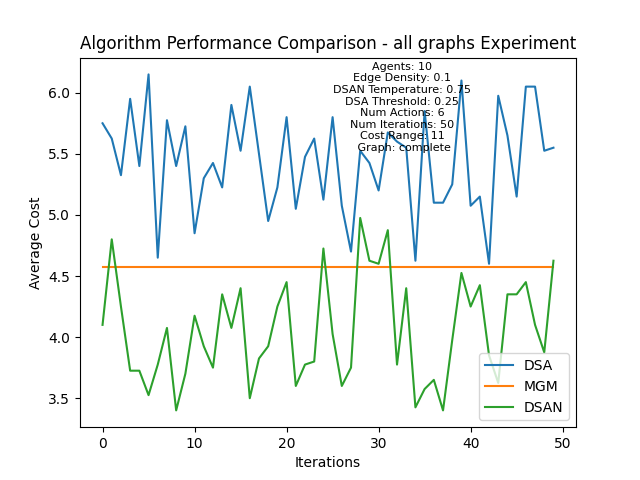 Algorithm Performance Comparison - all graphs Experiment
Agents: 10
Edge Density: 0.1
DSAN Temperature: 0.75
DSA Threshold: 0.25
Num Actions: 6
Num Iterations: 50
Cost Range: 11
Graph: complete
Average Cost
6.0
5.5
5.0
4.5
4.0
3.5
DSA
MGM
DSAN
0 10 20 30 40 50
Iterations